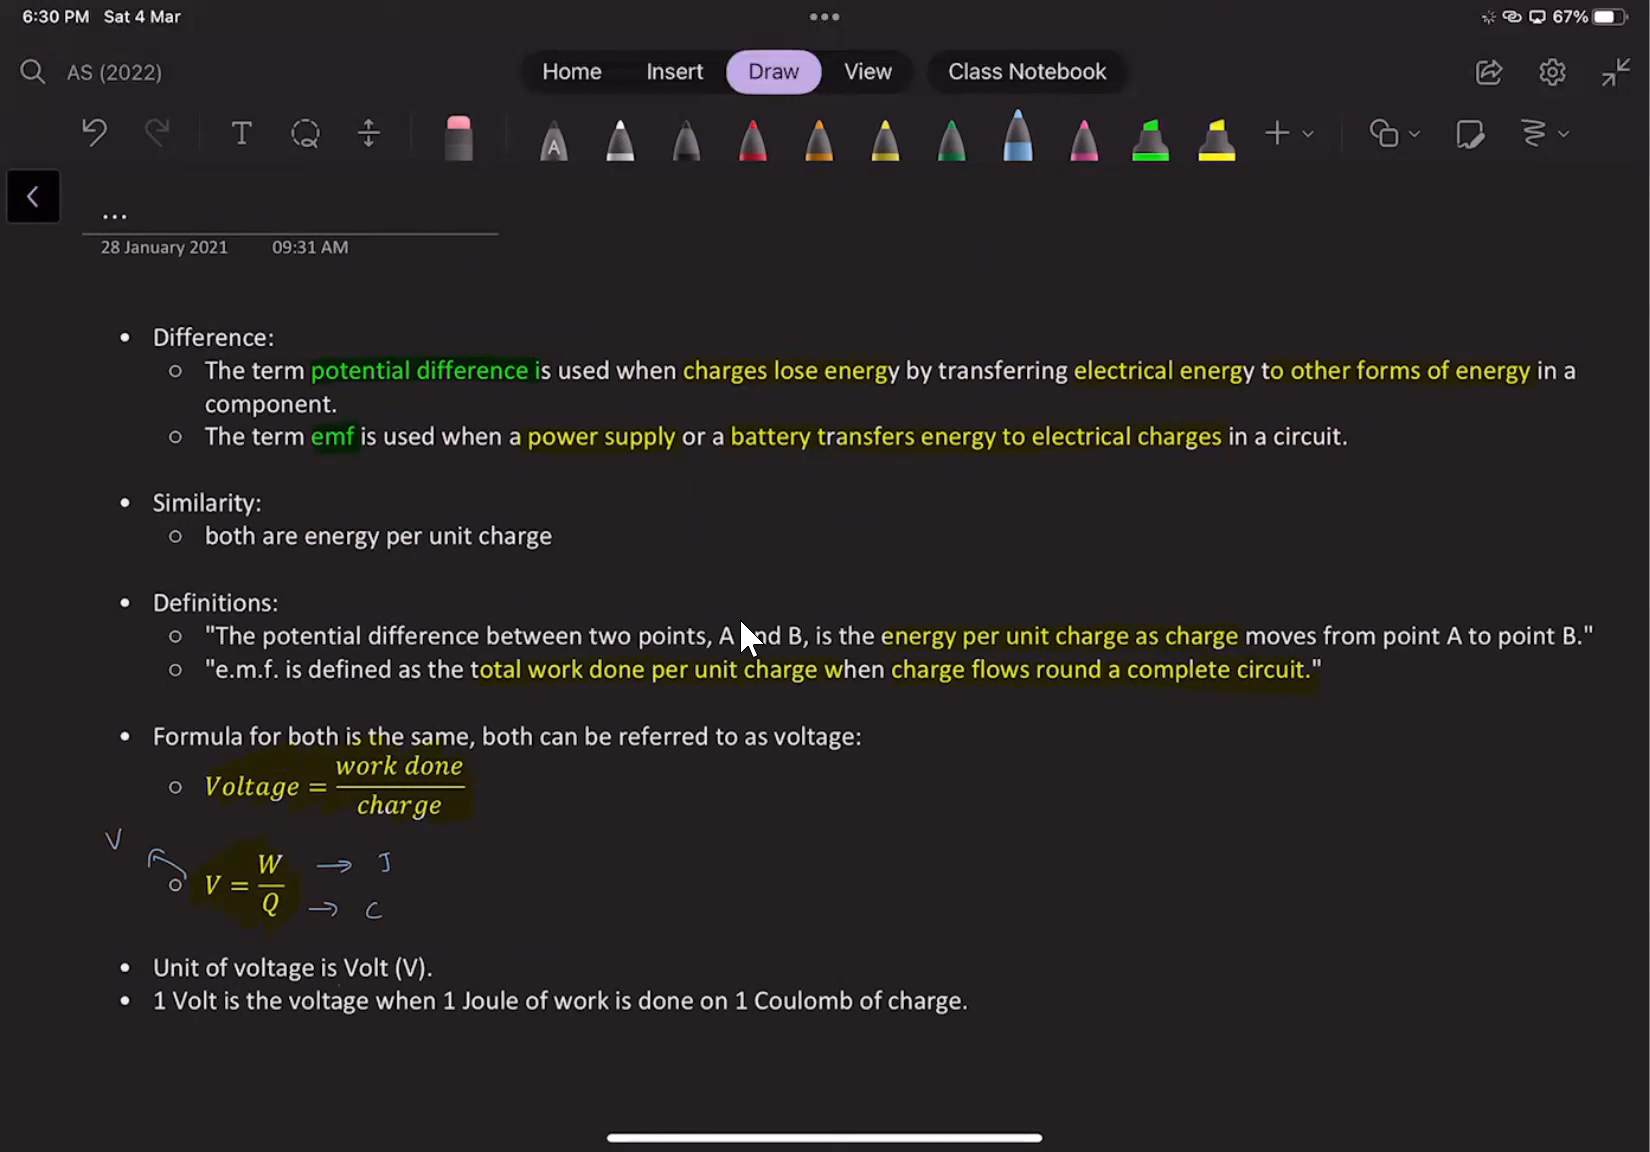 6:30 PM Sat 4 Mar
67%
AS (2022)
Home Insert Draw View Class Notebook
T
A
...
28 January 2021 09:31 AM
• Difference:
o The term potential difference is used when charges lose energy by transferring electrical energy to other forms of energy in a
component.
o The term emf is used when a power supply or a battery transfers energy to electrical charges in a circuit.
• Similarity:
o both are energy per unit charge
• Definitions:
o "The potential difference between two points, A and B, is the energy per unit charge as charge moves from point A to point B."
o "e.m.f. is defined as the total work done per unit charge when charge flows round a complete circuit."
• Formula for both is the same, both can be referred to as voltage:
o Voltage = work done / charge
V
o V = W / Q → J → C
• Unit of voltage is Volt (V).
• 1 Volt is the voltage when 1 Joule of work is done on 1 Coulomb of charge.